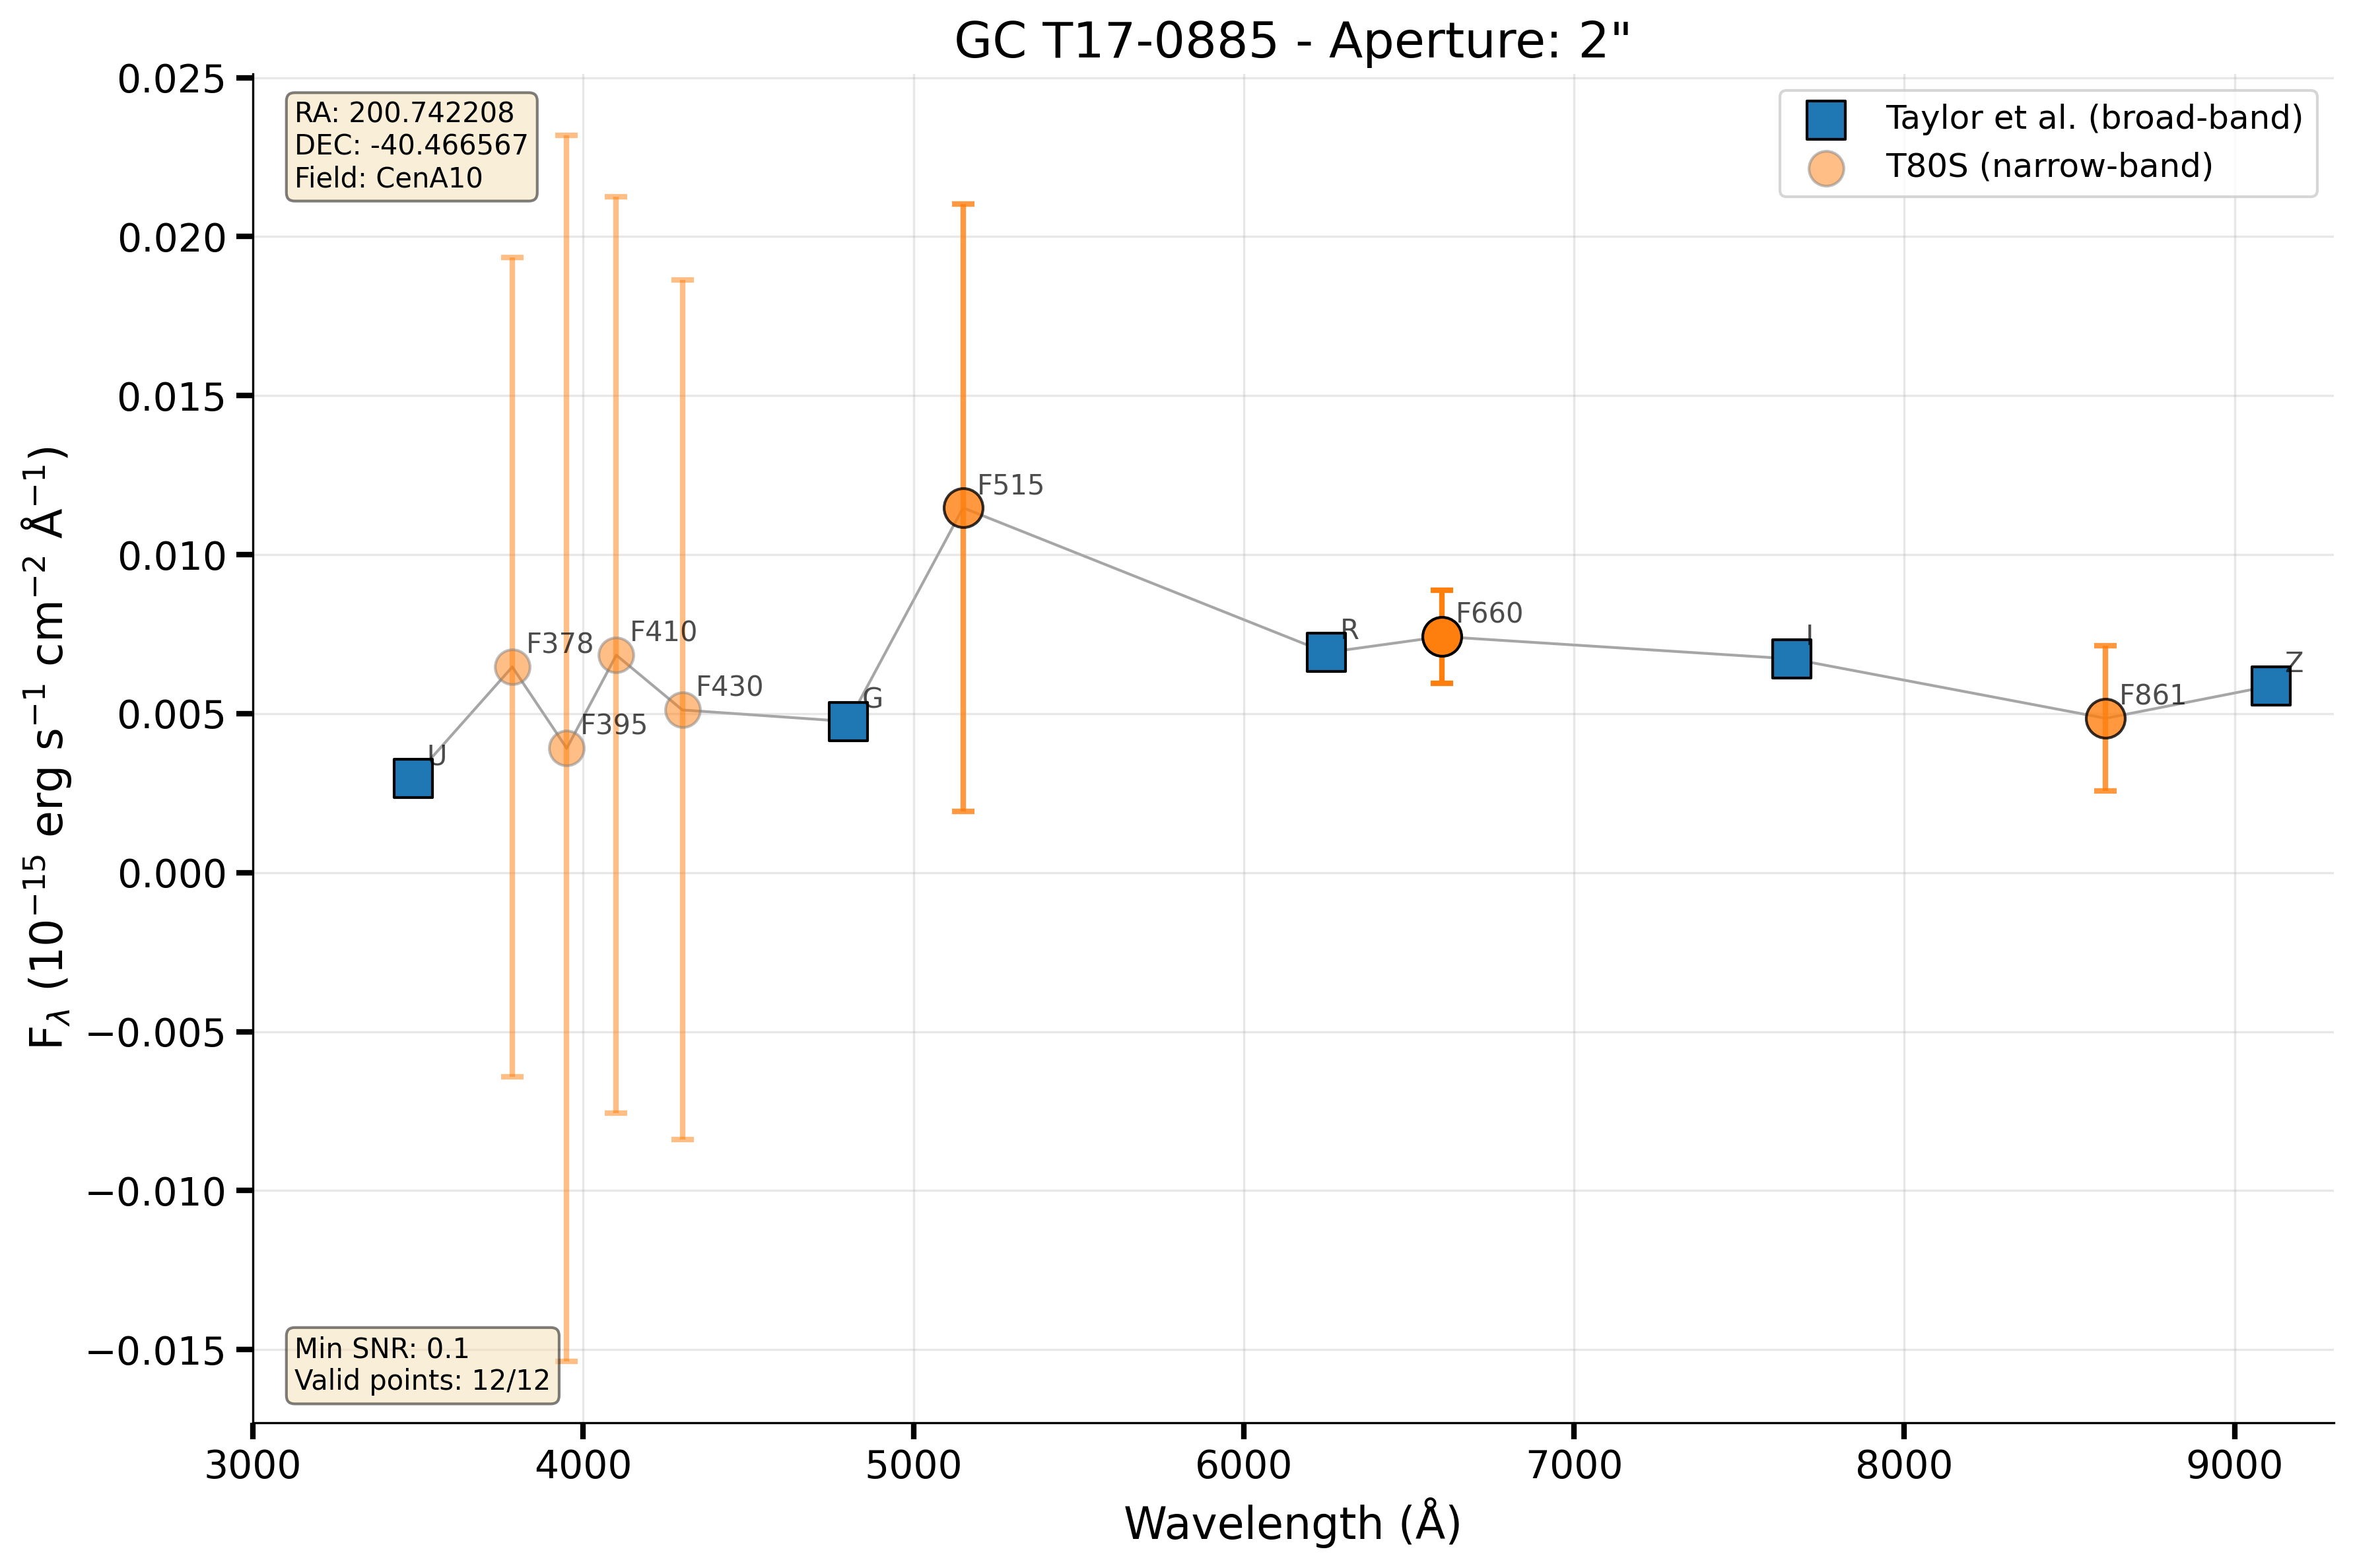 GC T17-0885 - Aperture: 2"
RA: 200.742208
DEC: -40.466567
Field: CenA10
Taylor et al. (broad-band)
T80S (narrow-band)
0.025
0.020
0.015
0.010
0.005
0.000
−0.005
−0.010
−0.015
F$_{\lambda}$ (10$^{-15}$ erg s$^{-1}$ cm$^{-2}$ Å$^{-1}$)
U
F378
F395
F410
F430
G
F515
R
F660
I
F861
Z
Min SNR: 0.1
Valid points: 12/12
3000 4000 5000 6000 7000 8000 9000
Wavelength (Å)